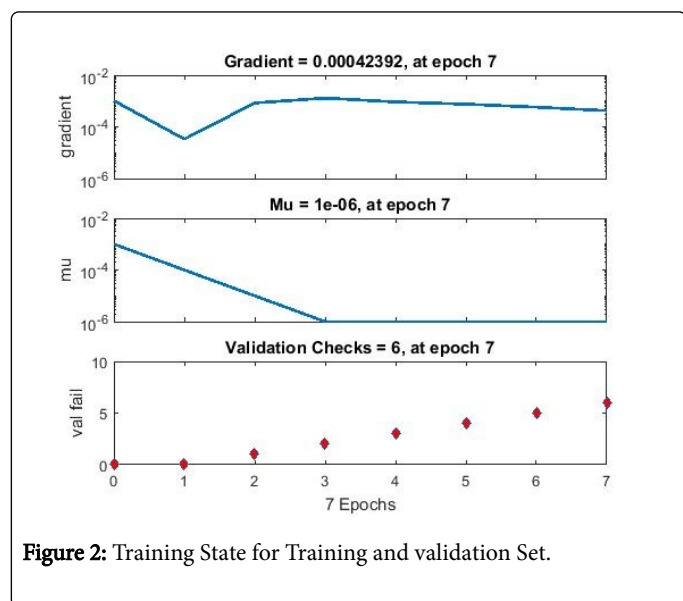 Gradient = 0.00042392, at epoch 7
10-2
10-4
10-6
gradient
Mu = 1e-06, at epoch 7
10-2
10-4
10-6
mu
Validation Checks = 6, at epoch 7
10
5
0
val fail
0 1 2 3 4 5 6 7
7 Epochs
Figure 2: Training State for Training and validation Set.